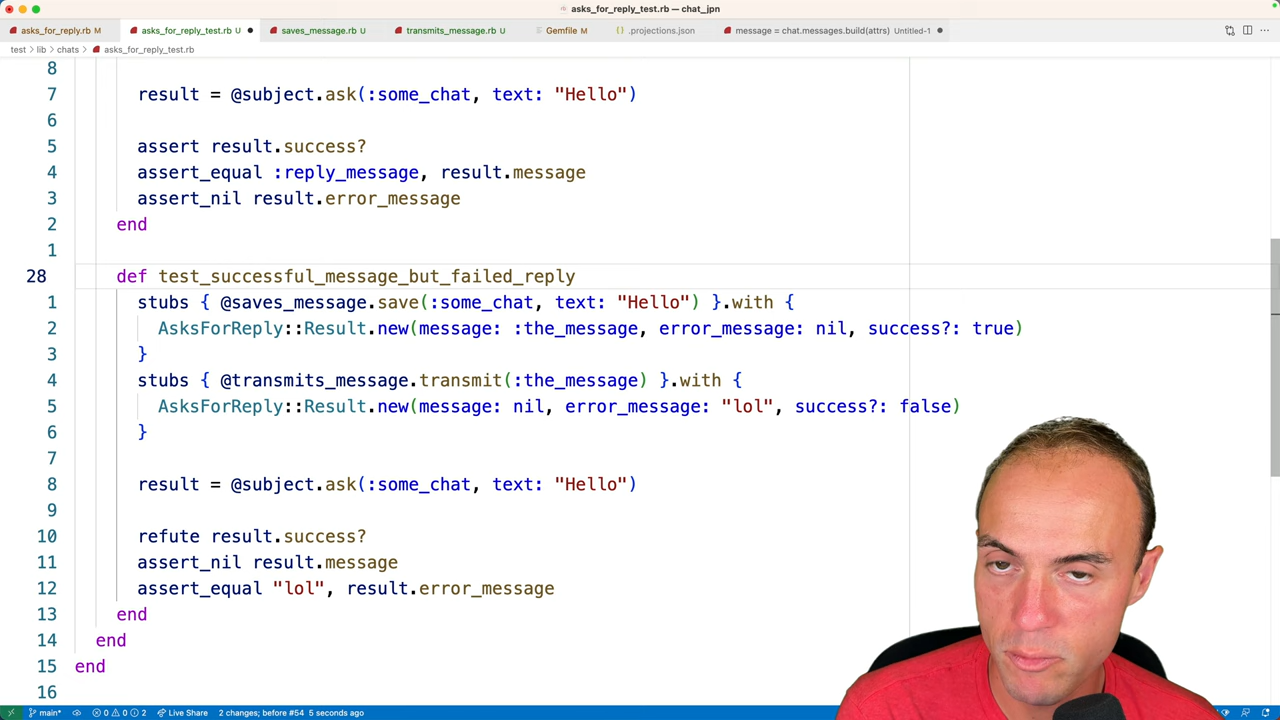 asks_for_reply_test.rb — chat_jpn
asks_for_reply.rb M
asks_for_reply_test.rb U
saves_message.rb U
transmits_message.rb U
Gemfile M
.projections.json
message = chat.messages.build(attrs) Untitled-1
test > lib > chats > asks_for_reply_test.rb
8
7 result = @subject.ask(:some_chat, text: "Hello")
6
5 assert result.success?
4 assert_equal :reply_message, result.message
3 assert_nil result.error_message
2 end
1
28 def test_successful_message_but_failed_reply
1 stubs { @saves_message.save(:some_chat, text: "Hello") }.with {
2 AsksForReply::Result.new(message: :the_message, error_message: nil, success?: true)
3 }
4 stubs { @transmits_message.transmit(:the_message) }.with {
5 AsksForReply::Result.new(message: nil, error_message: "lol", success?: false)
6 }
7
8 result = @subject.ask(:some_chat, text: "Hello")
9
10 refute result.success?
11 assert_nil result.message
12 assert_equal "lol", result.error_message
13 end
14 end
15 end
16
main* 0 0 2 Live Share 2 changes; before #54 5 seconds ago